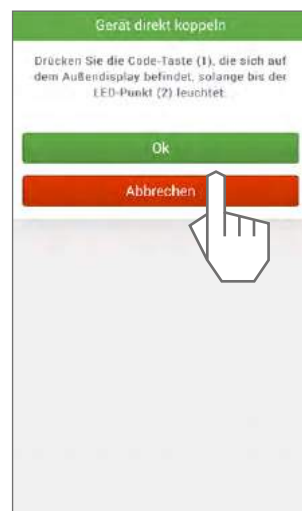 Gerät direkt koppeln
Drücken Sie die Code-Taste (1), die sich auf
dem Außendisplay befindet, solange bis der
LED-Punkt (2) leuchtet.
Ok
Abbrechen